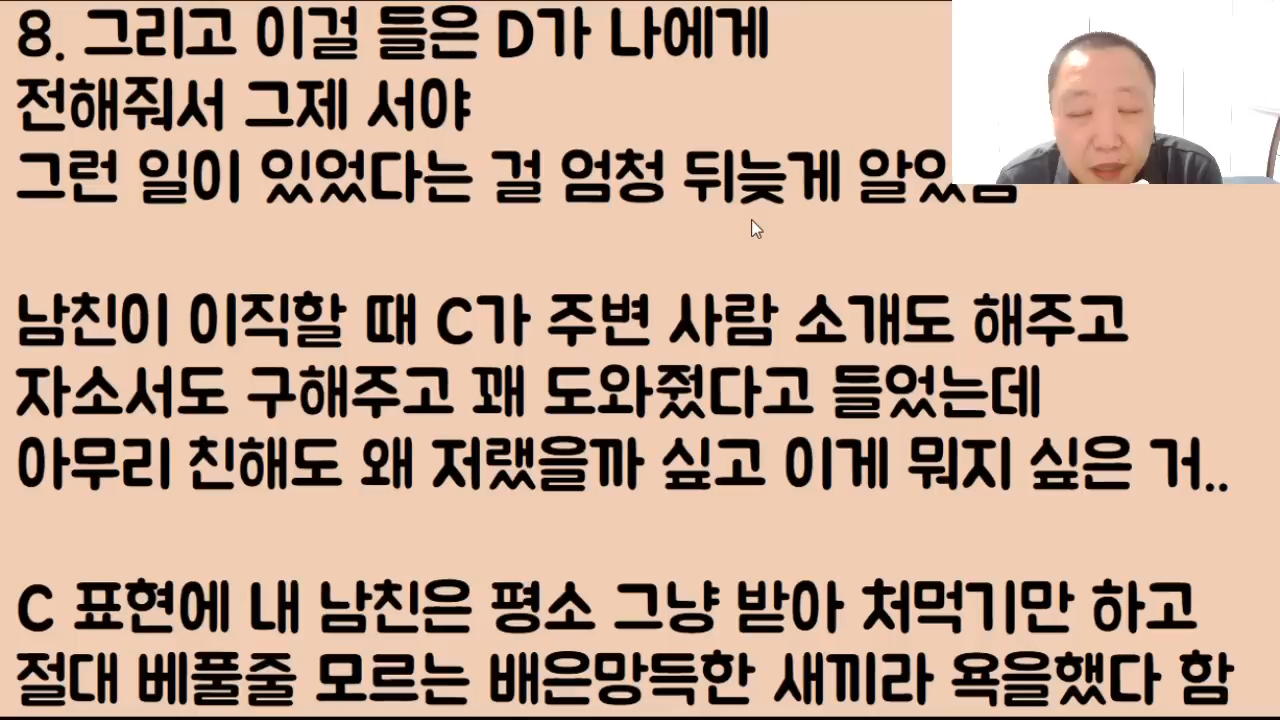 8. 그리고 이걸 들은 D가 나에게
전해줘서 그제 서야
그런 일이 있었다는 걸 엄청 뒤늦게 알았음
남친이 이직할 때 C가 주변 사람 소개도 해주고
자소서도 구해주고 꽤 도와줬다고 들었는데
아무리 친해도 왜 저랬을까 싶고 이게 뭐지 싶은 거..
C 표현에 내 남친은 평소 그냥 받아 처먹기만 하고
절대 베풀줄 모르는 배은망득한 새끼라 욕을했다 함